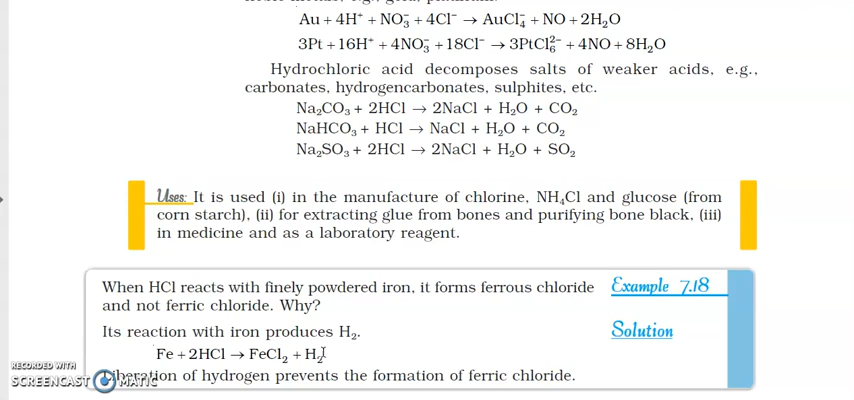 Au + 4H⁺ + NO₃⁻ + 4Cl⁻ → AuCl₄⁻ + NO + 2H₂O
3Pt + 16H⁺ + 4NO₃⁻ + 18Cl⁻ → 3PtCl₆²⁻ + 4NO + 8H₂O
Hydrochloric acid decomposes salts of weaker acids, e.g.,
carbonates, hydrogencarbonates, sulphites, etc.
Na₂CO₃ + 2HCl → 2NaCl + H₂O + CO₂
NaHCO₃ + HCl → NaCl + H₂O + CO₂
Na₂SO₃ + 2HCl → 2NaCl + H₂O + SO₂
Uses: It is used (i) in the manufacture of chlorine, NH₄Cl and glucose (from
corn starch), (ii) for extracting glue from bones and purifying bone black, (iii)
in medicine and as a laboratory reagent.
When HCl reacts with finely powdered iron, it forms ferrous chloride
and not ferric chloride. Why?
Example 7.18
Its reaction with iron produces H₂.
Solution
Fe + 2HCl → FeCl₂ + H₂
Liberation of hydrogen prevents the formation of ferric chloride.
RECORDED WITH
SCREENCAST MATIC